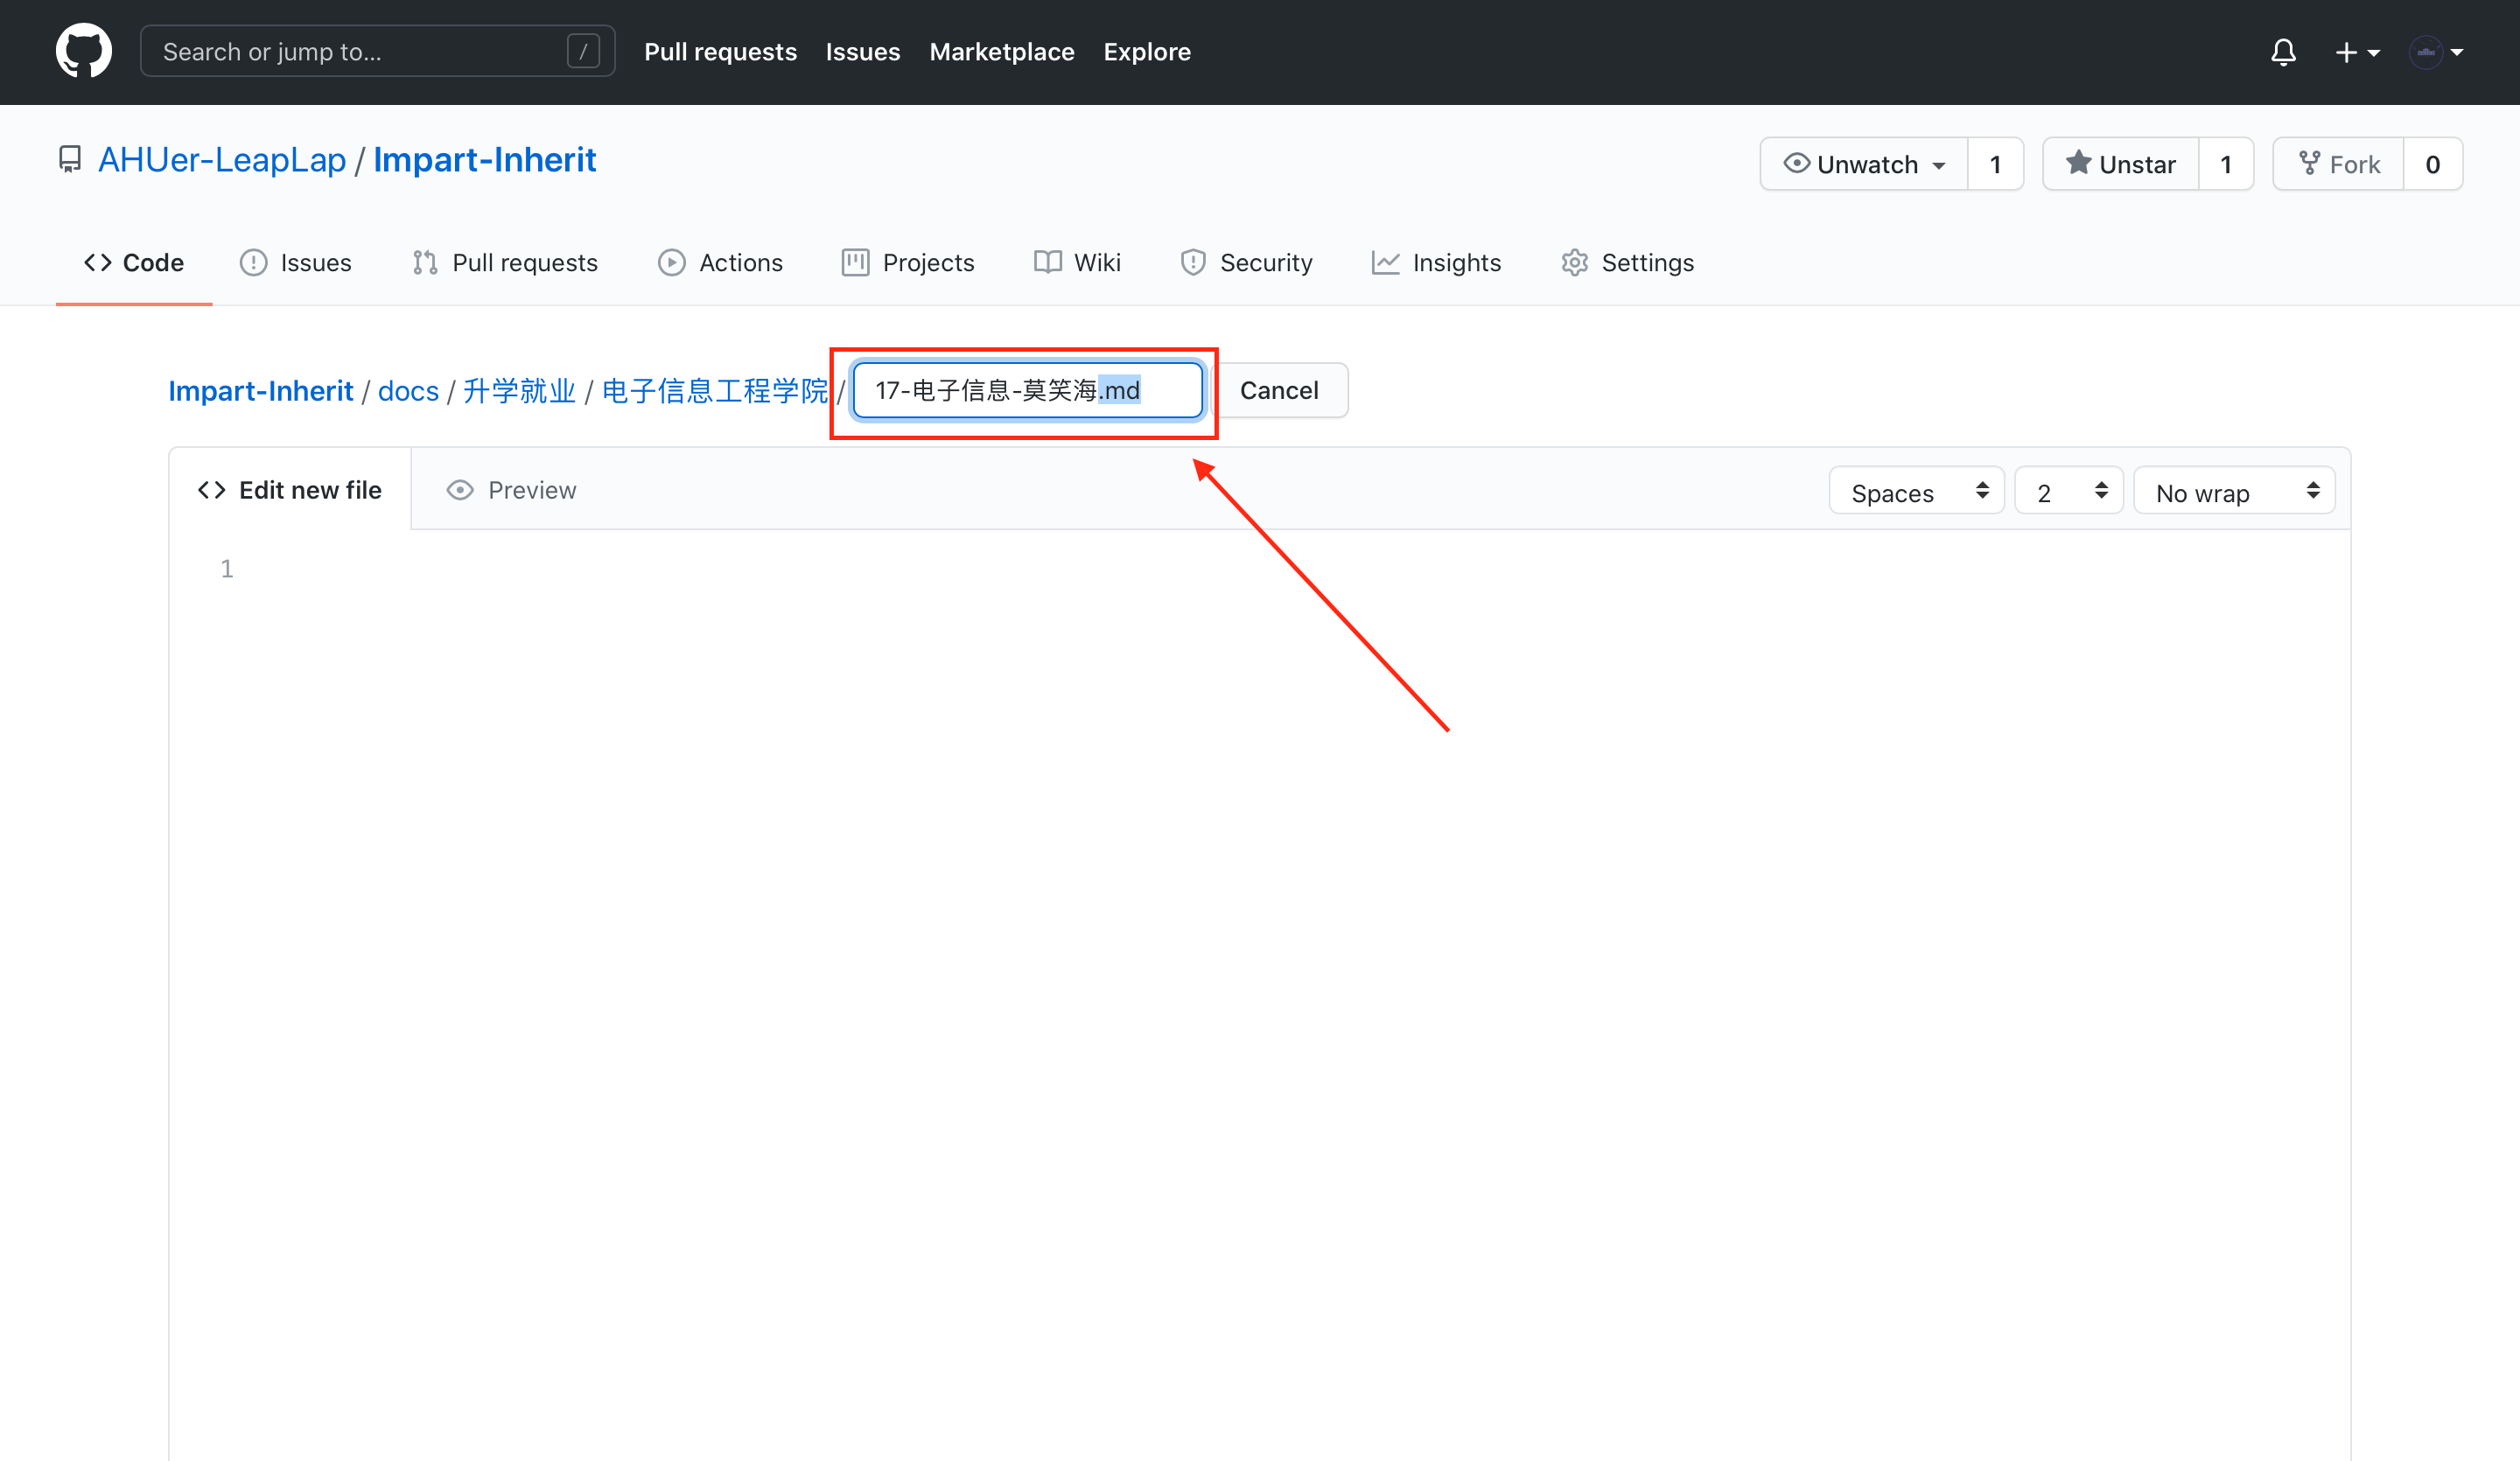 Search or jump to... /
Pull requests Issues Marketplace Explore
AHUer-LeapLap / Impart-Inherit
Unwatch 1
Unstar 1
Fork 0
Code Issues Pull requests Actions Projects Wiki Security Insights Settings
Impart-Inherit / docs / 升学就业 / 电子信息工程学院 / 17-电子信息-莫笑海.md Cancel
Edit new file Preview Spaces 2 No wrap
1